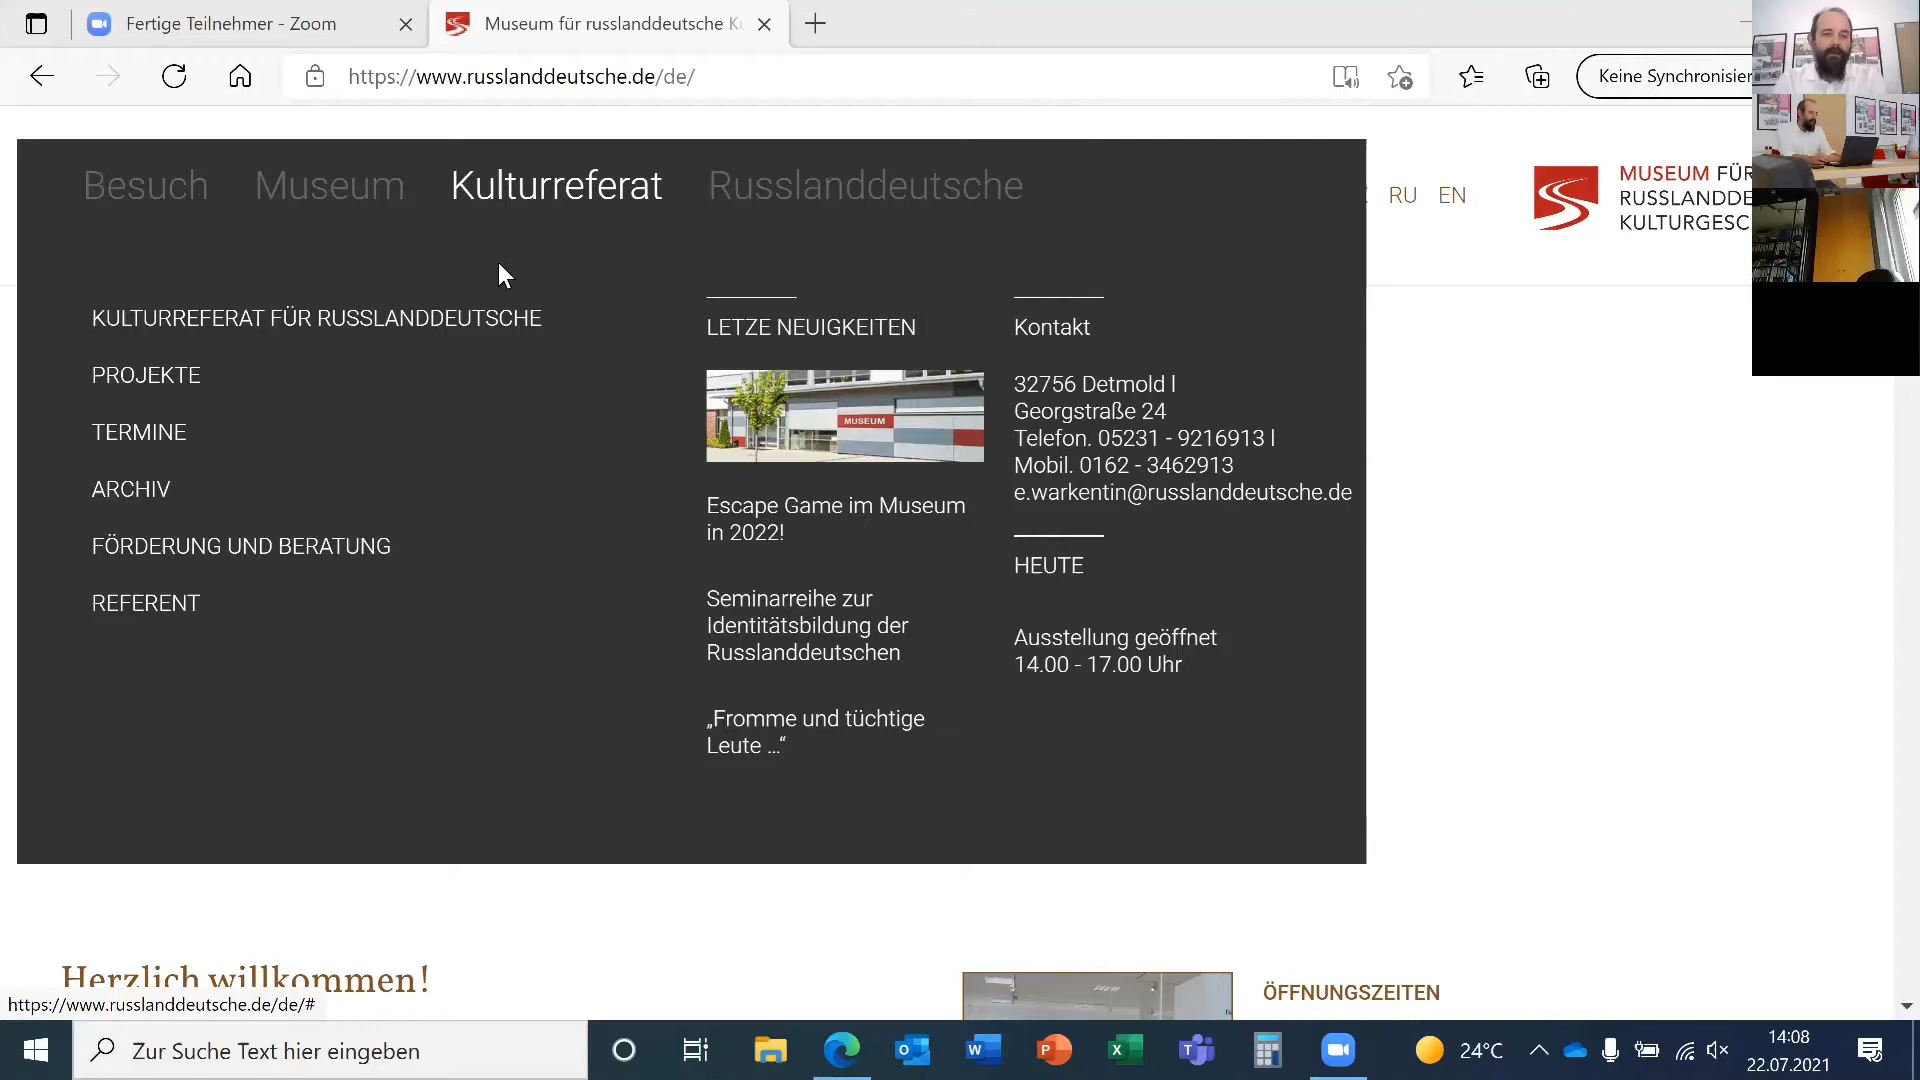 Fertige Teilnehmer - Zoom
Museum für russlanddeutsche
https://www.russlanddeutsche.de/de/
Keine Synchronisier
Besuch Museum Kulturreferat Russlanddeutsche
RU EN
MUSEUM FÜR
RUSSLANDDE
KULTURGESC
KULTURREFERAT FÜR RUSSLANDDEUTSCHE
PROJEKTE
TERMINE
ARCHIV
FÖRDERUNG UND BERATUNG
REFERENT
LETZE NEUIGKEITEN
MUSEUM
Escape Game im Museum
in 2022!
Seminarreihe zur
Identitätsbildung der
Russlanddeutschen
„Fromme und tüchtige
Leute ...“
Kontakt
32756 Detmold l
Georgstraße 24
Telefon. 05231 - 9216913 l
Mobil. 0162 - 3462913
e.warkentin@russlanddeutsche.de
HEUTE
Ausstellung geöffnet
14.00 - 17.00 Uhr
Herzlich willkommen!
ÖFFNUNGSZEITEN
https://www.russlanddeutsche.de/de/#
Zur Suche Text hier eingeben
24°C
14:08
22.07.2021